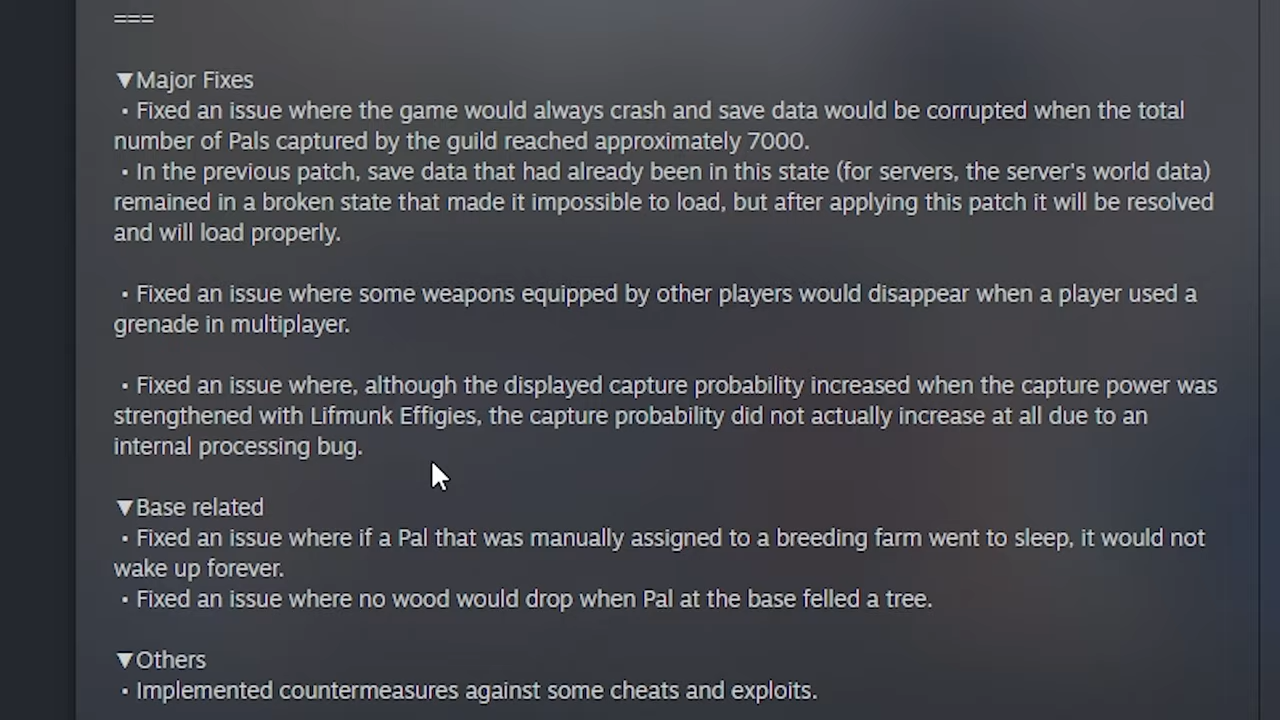 ===
▼Major Fixes
・Fixed an issue where the game would always crash and save data would be corrupted when the total
number of Pals captured by the guild reached approximately 7000.
・In the previous patch, save data that had already been in this state (for servers, the server's world data)
remained in a broken state that made it impossible to load, but after applying this patch it will be resolved
and will load properly.
・Fixed an issue where some weapons equipped by other players would disappear when a player used a
grenade in multiplayer.
・Fixed an issue where, although the displayed capture probability increased when the capture power was
strengthened with Lifmunk Effigies, the capture probability did not actually increase at all due to an
internal processing bug.
▼Base related
・Fixed an issue where if a Pal that was manually assigned to a breeding farm went to sleep, it would not
wake up forever.
・Fixed an issue where no wood would drop when Pal at the base felled a tree.
▼Others
・Implemented countermeasures against some cheats and exploits.